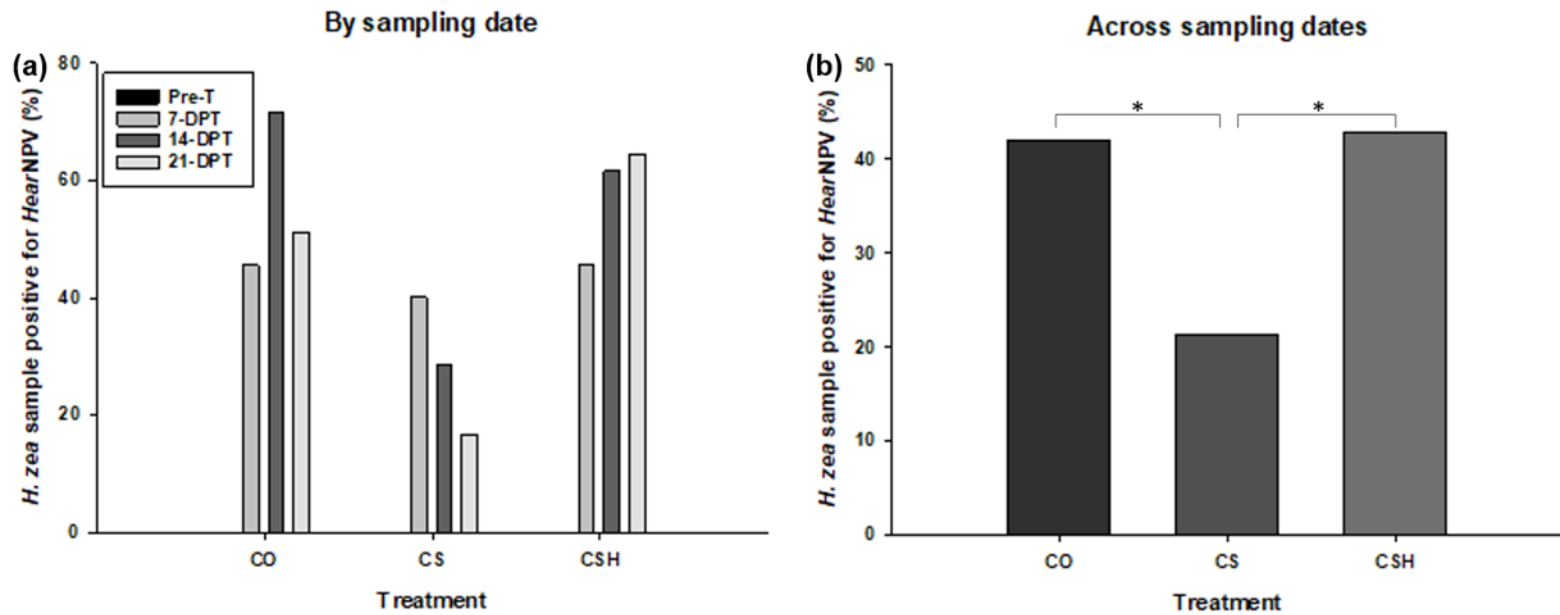 By sampling date
(a)
80
60
40
20
0
H. zea sample positive for HearNPV (%)
Pre-T
7-DPT
14-DPT
21-DPT
CO CS CSH
Treatment
Across sampling dates
(b)
50
40
30
20
10
0
H. zea sample positive for HearNPV (%)
* *
CO CS CSH
Treatment